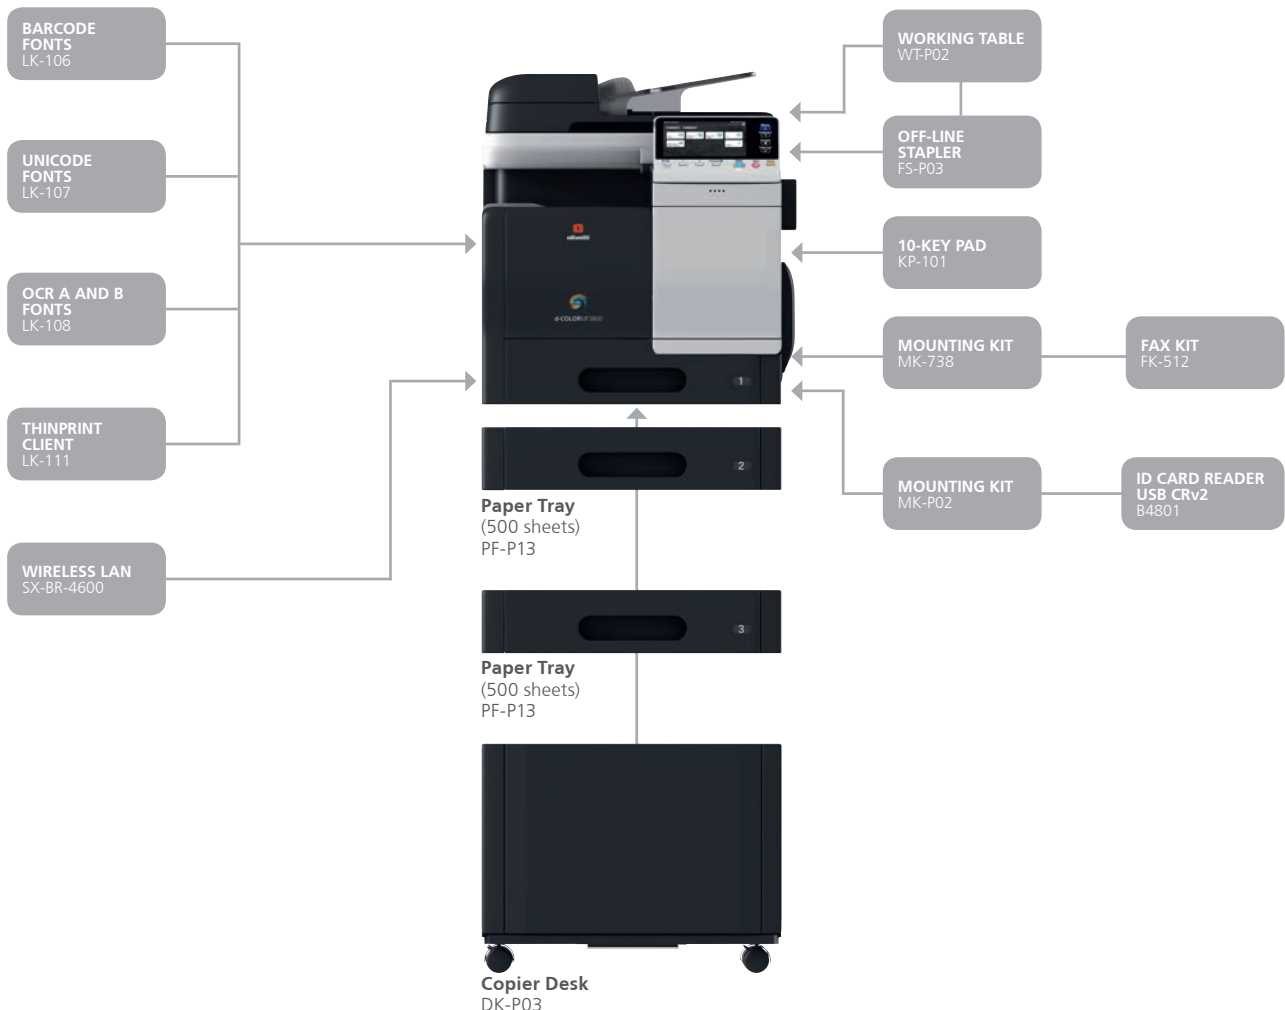 BARCODE
FONTS
LK-106
UNICODE
FONTS
LK-107
OCR A AND B
FONTS
LK-108
THINPRINT
CLIENT
LK-111
WIRELESS LAN
SX-BR-4600
WORKING TABLE
WT-P02
OFF-LINE
STAPLER
FS-P03
10-KEY PAD
KP-101
MOUNTING KIT
MK-738
FAX KIT
FK-512
MOUNTING KIT
MK-P02
ID CARD READER
USB CRv2
B4801
olivetti
1
2
Paper Tray
(500 sheets)
PF-P13
3
Paper Tray
(500 sheets)
PF-P13
Copier Desk
DK-P03